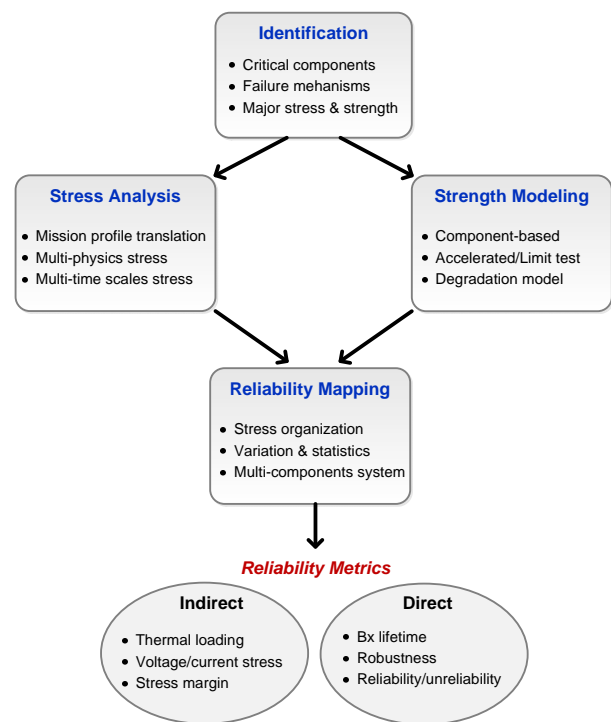 Identification
• Critical components
• Failure mehanisms
• Major stress & strength
Stress Analysis
• Mission profile translation
• Multi-physics stress
• Multi-time scales stress
Strength Modeling
• Component-based
• Accelerated/Limit test
• Degradation model
Reliability Mapping
• Stress organization
• Variation & statistics
• Multi-components system
Reliability Metrics
Indirect
• Thermal loading
• Voltage/current stress
• Stress margin
Direct
• Bx lifetime
• Robustness
• Reliability/unreliability